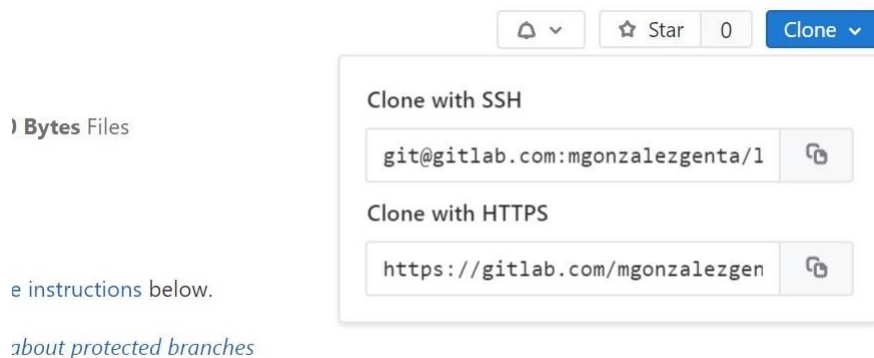 Star 0 Clone
Clone with SSH
Bytes Files
git@gitlab.com:mgonzalezgenta/l
Clone with HTTPS
https://gitlab.com/mgonzalezgen
e instructions below.
about protected branches